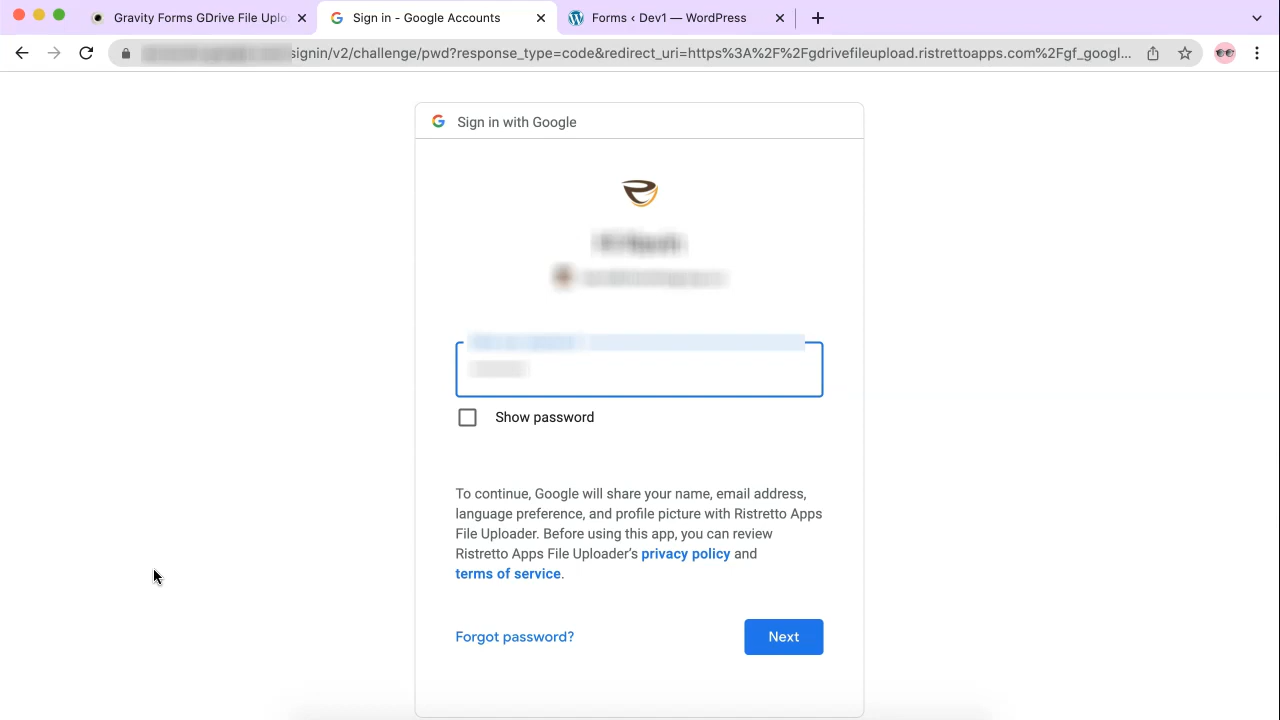 Gravity Forms GDrive File Uplo
Sign in - Google Accounts
Forms ‹ Dev1 — WordPress
signin/v2/challenge/pwd?response_type=code&redirect_uri=https%3A%2F%2Fgdrivefileupload.ristrettoapps.com%2Fgf_googl...
Sign in with Google
Show password
To continue, Google will share your name, email address,
language preference, and profile picture with Ristretto Apps
File Uploader. Before using this app, you can review
Ristretto Apps File Uploader’s privacy policy and
terms of service.
Forgot password?
Next